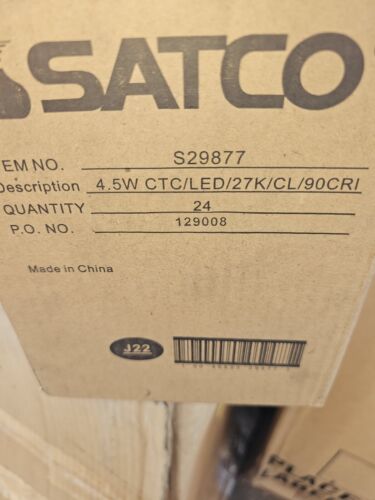 SATCO
EM NO. S29877
Description 4.5W CTC/LED/27K/CL/90CRI
QUANTITY 24
P.O. NO. 129008
Made in China
J22